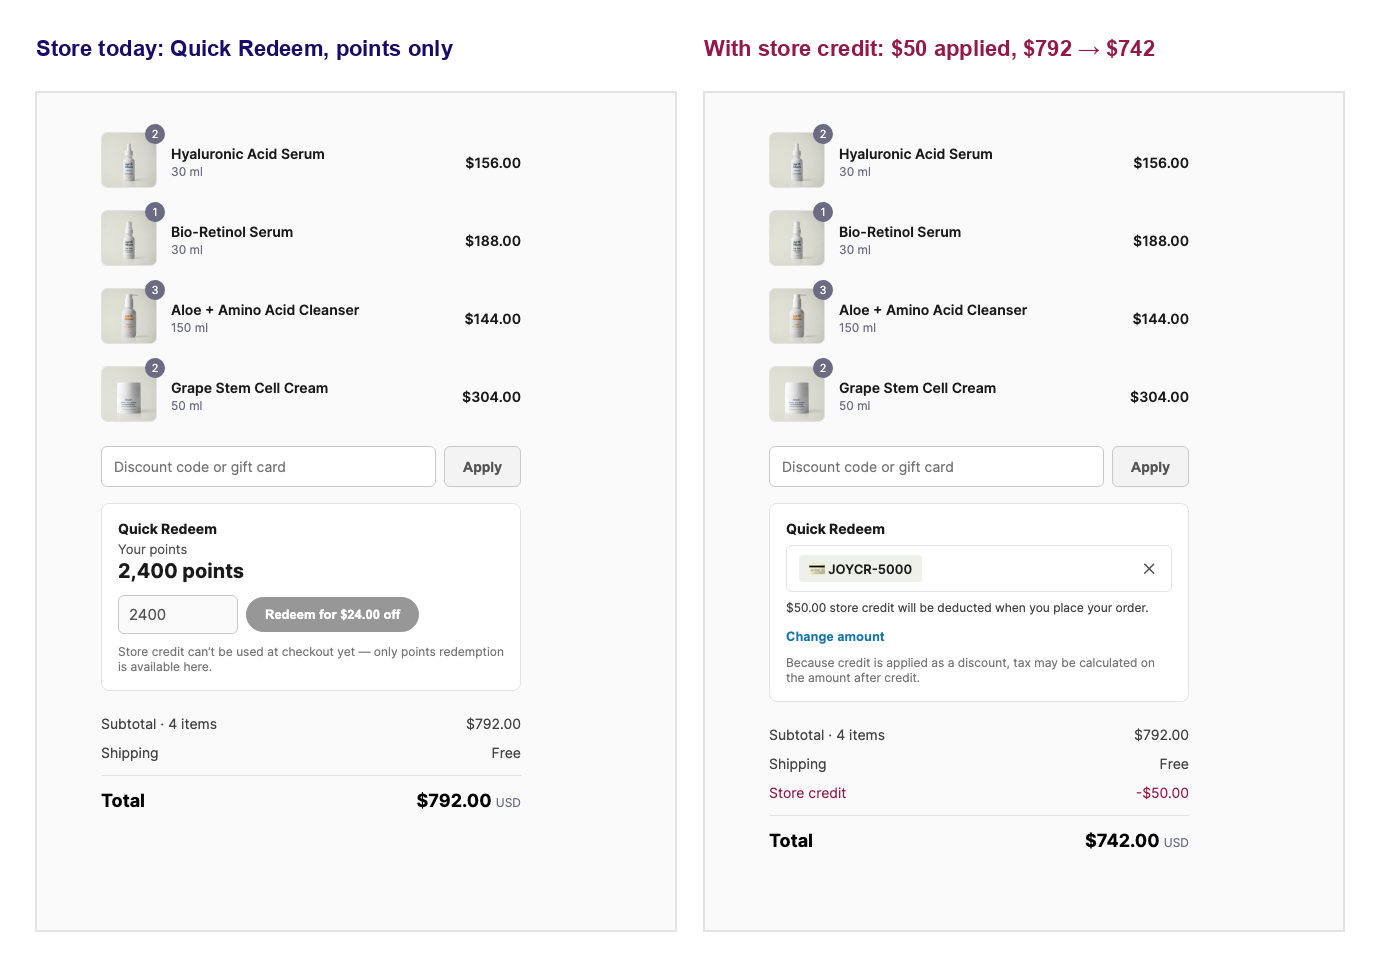 Store today: Quick Redeem, points only
2
Hyaluronic Acid Serum
30 ml
$156.00
1
Bio-Retinol Serum
30 ml
$188.00
3
Aloe + Amino Acid Cleanser
150 ml
$144.00
2
Grape Stem Cell Cream
50 ml
$304.00
Discount code or gift card
Apply
Quick Redeem
Your points
2,400 points
2400
Redeem for $24.00 off
Store credit can’t be used at checkout yet — only points redemption
is available here.
Subtotal · 4 items $792.00
Shipping Free
Total $792.00 USD
With store credit: $50 applied, $792 → $742
2
Hyaluronic Acid Serum
30 ml
$156.00
1
Bio-Retinol Serum
30 ml
$188.00
3
Aloe + Amino Acid Cleanser
150 ml
$144.00
2
Grape Stem Cell Cream
50 ml
$304.00
Discount code or gift card
Apply
Quick Redeem
JOYCR-5000
$50.00 store credit will be deducted when you place your order.
Change amount
Because credit is applied as a discount, tax may be calculated on
the amount after credit.
Subtotal · 4 items $792.00
Shipping Free
Store credit -$50.00
Total $742.00 USD